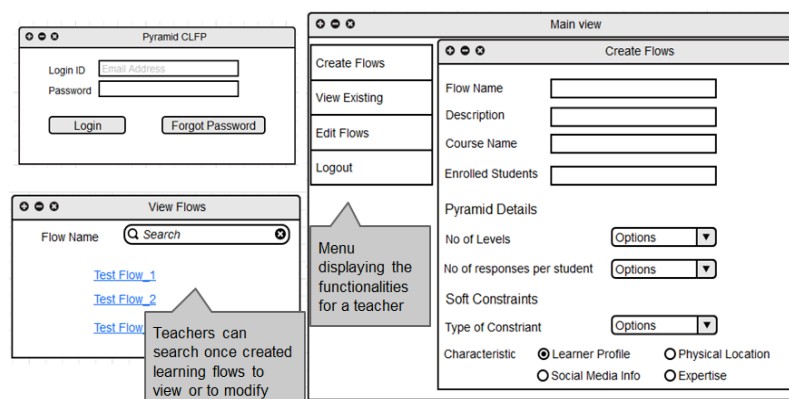 Pyramid CLFP
Login ID Email Address
Password
Login Forgot Password
View Flows
Flow Name Search
Test Flow_1
Test Flow_2
Test Flow_
Teachers can
search once created
learning flows to
view or to modify
Main view
Create Flows
View Existing
Edit Flows
Logout
Menu
displaying the
functionalities
for a teacher
Create Flows
Flow Name
Description
Course Name
Enrolled Students
Pyramid Details
No of Levels Options
No of responses per student Options
Soft Constraints
Type of Constriant Options
Characteristic Learner Profile Physical Location
Social Media Info Expertise